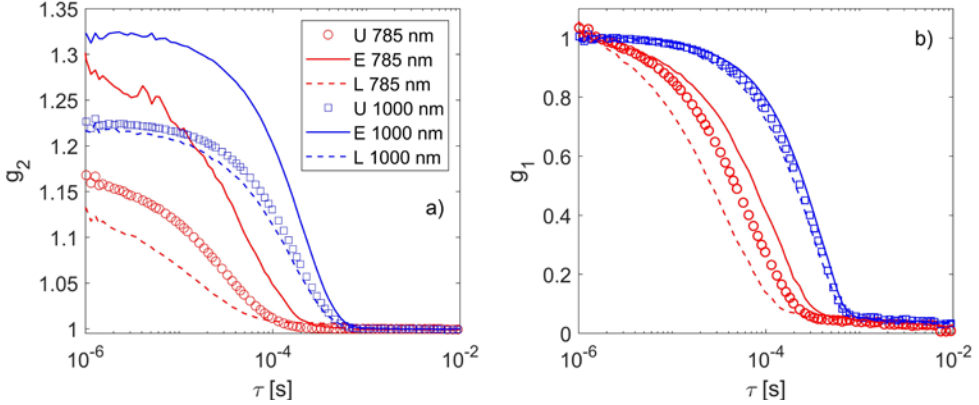 1.35
1.3
1.25
1.2
1.15
1.1
1.05
1
g2
10-6
10-4
10-2
τ [s]
U 785 nm
E 785 nm
L 785 nm
U 1000 nm
E 1000 nm
L 1000 nm
a)
1
0.8
0.6
0.4
0.2
0
g1
10-6
10-4
10-2
τ [s]
b)